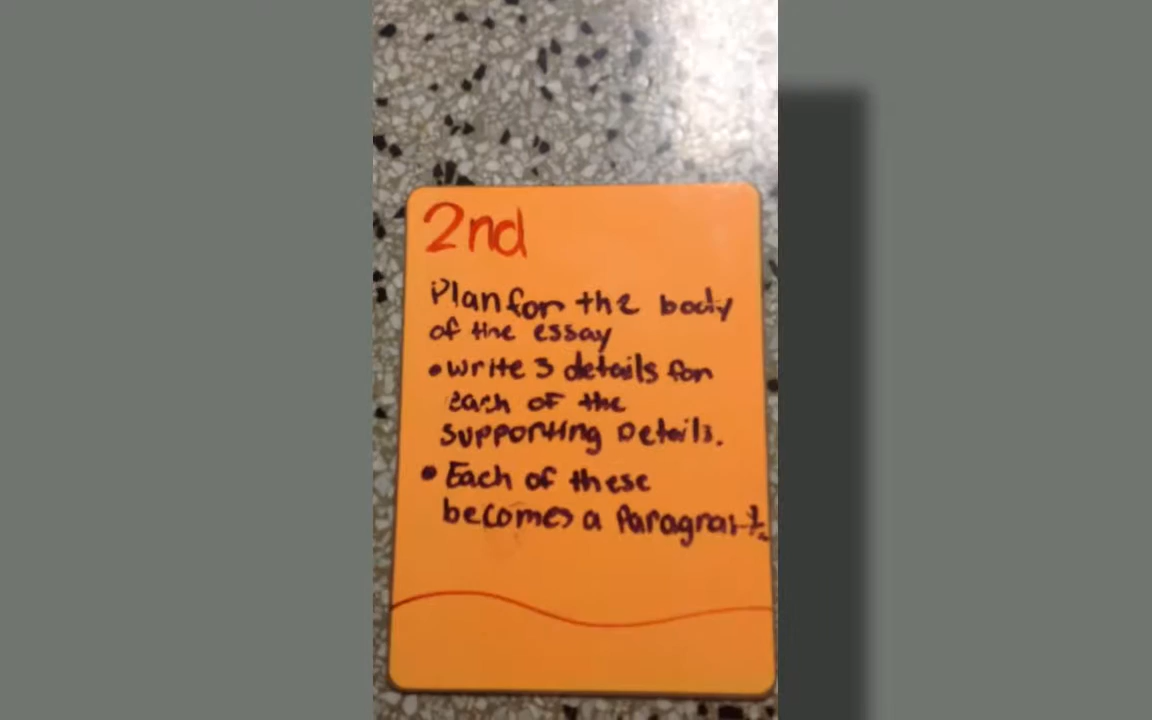 2nd
Plan for the body
of the essay
• write 3 details for
each of the
supporting Details.
• Each of these
becomes a